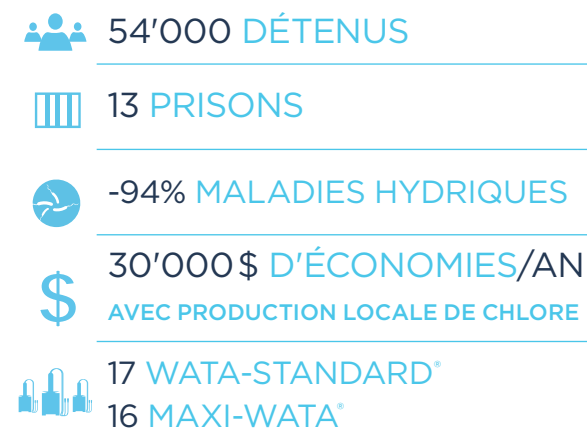 54'000 DÉTENUS
13 PRISONS
-94% MALADIES HYDRIQUES
30'000 $ D'ÉCONOMIES/AN
AVEC PRODUCTION LOCALE DE CHLORE
17 WATA-STANDARD®
16 MAXI-WATA®